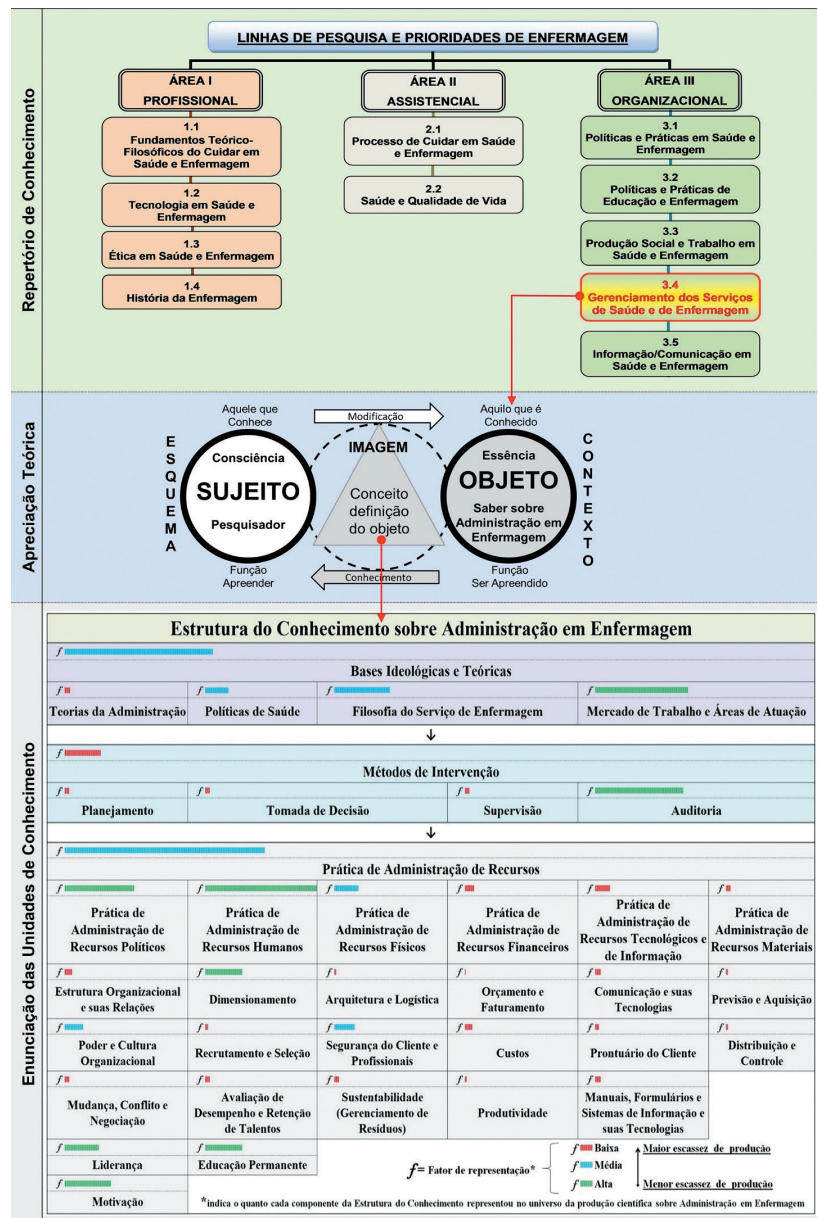 Repertório de Conhecimento
LINHAS DE PESQUISA E PRIORIDADES DE ENFERMAGEM
ÁREA I
PROFISSIONAL
ÁREA II
ASSISTENCIAL
ÁREA III
ORGANIZACIONAL
1.1
Fundamentos Teórico-
Filosóficos do Cuidar em
Saúde e Enfermagem
1.2
Tecnologia em Saúde e
Enfermagem
1.3
Ética em Saúde e Enfermagem
1.4
História da Enfermagem
2.1
Processo de Cuidar em Saúde
e Enfermagem
2.2
Saúde e Qualidade de Vida
3.1
Políticas e Práticas em Saúde e
Enfermagem
3.2
Políticas e Práticas de
Educação e Enfermagem
3.3
Produção Social e Trabalho em
Saúde e Enfermagem
3.4
Gerenciamento dos Serviços
de Saúde e de Enfermagem
3.5
Informação/Comunicação em
Saúde e Enfermagem
Apreciação Teórica
ESQUEMA
Aquele que
Conhece
Consciência
SUJEITO
Pesquisador
Função
Apreender
Modificação
IMAGEM
Conceito
definição
do objeto
Conhecimento
Aquilo que é
Conhecido
Essência
OBJETO
Saber sobre
Administração em
Enfermagem
Função
Ser Apreendido
CONTEXTO
Enunciação das Unidades de Conhecimento
Estrutura do Conhecimento sobre Administração em Enfermagem
f
Bases Ideológicas e Teóricas
f f f f
Teorias da Administração Políticas de Saúde Filosofia do Serviço de Enfermagem Mercado de Trabalho e Áreas de Atuação
↓
f
Métodos de Intervenção
f f f f
Planejamento Tomada de Decisão Supervisão Auditoria
↓
f
Prática de Administração de Recursos
f f f f f f
Prática de
Administração de
Recursos Políticos
Prática de
Administração de
Recursos Humanos
Prática de
Administração de
Recursos Físicos
Prática de
Administração de
Recursos Financeiros
Prática de
Administração de
Recursos Tecnológicos e
de Informação
Prática de
Administração de
Recursos Materiais
f f f f f f
Estrutura Organizacional
e suas Relações
Dimensionamento
Arquitetura e Logística
Orçamento e
Faturamento
Comunicação e suas
Tecnologias
Previsão e Aquisição
f f f f f f
Poder e Cultura
Organizacional
Recrutamento e Seleção
Segurança do Cliente e
Profissionais
Custos
Prontuário do Cliente
Distribuição e
Controle
f f f f f
Mudança, Conflito e
Negociação
Avaliação de
Desempenho e Retenção
de Talentos
Sustentabilidade
(Gerenciamento de
Resíduos)
Produtividade
Manuais, Formulários e
Sistemas de Informação e
suas Tecnologias
f f
Liderança
Educação Permanente
f
Motivação
f= Fator de representação*
f Baixa
f Média
f Alta
Maior escassez de produção
Menor escassez de produção
*indica o quanto cada componente da Estrutura do Conhecimento representou no universo da produção científica sobre Administração em Enfermagem